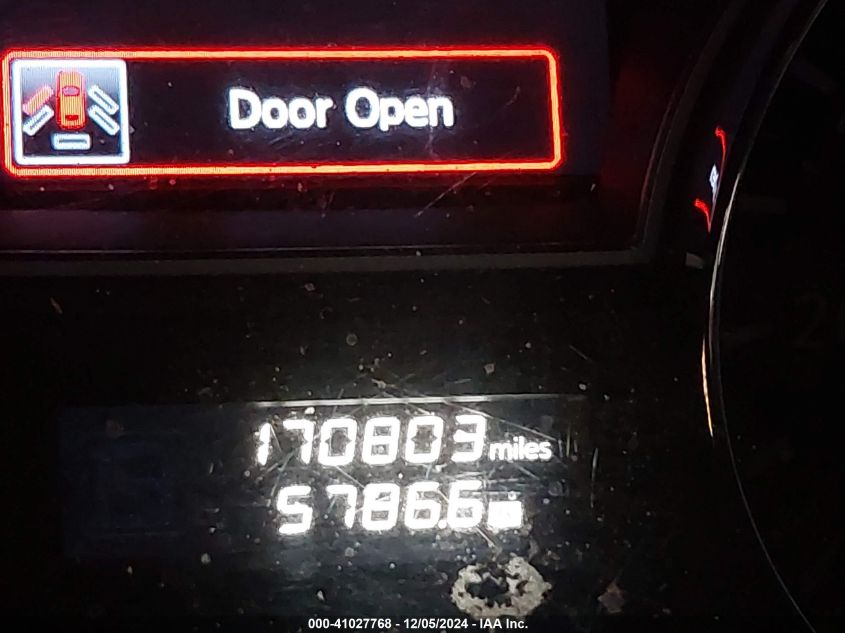 Door Open
170803 miles
5786.6
000-41027768 - 12/05/2024 - IAA Inc.